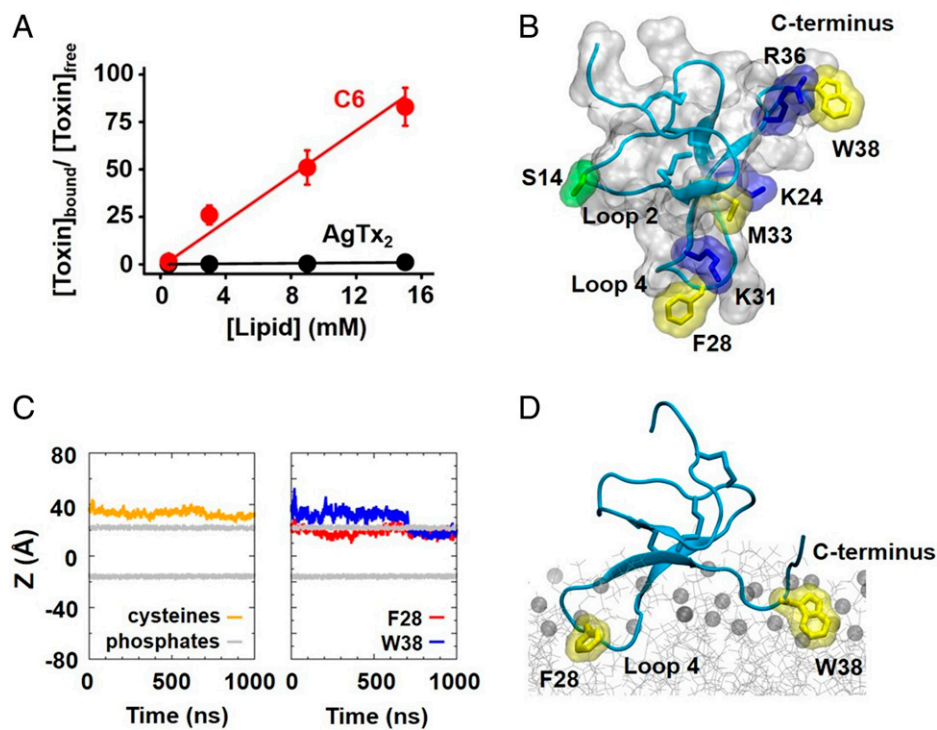 A
[Toxin]bound/ [Toxin]free
100
75
50
25
0
C6
AgTx2
0
4
8
12
16
[Lipid] (mM)
B
C-terminus
R36
W38
S14
K24
Loop 2
M33
Loop 4
K31
F28
C
Z (Å)
80
40
0
-40
-80
cysteines
phosphates
F28
W38
0
500
1000
0
500
1000
Time (ns)
Time (ns)
D
C-terminus
F28
Loop 4
W38